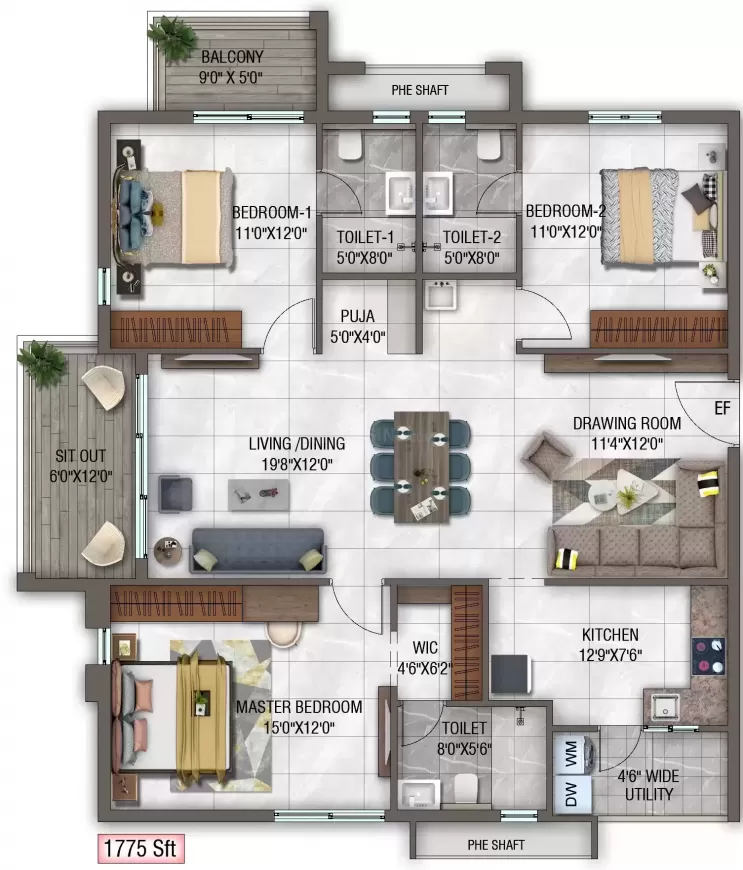 BALCONY
9'0" X 5'0"
PHE SHAFT
BEDROOM-1
11'0"X12'0"
TOILET-1
5'0"X8'0"
TOILET-2
5'0"X8'0"
BEDROOM-2
11'0"X12'0"
PUJA
5'0"X4'0"
EF
SIT OUT
6'0"X12'0"
LIVING /DINING
19'8"X12'0"
DRAWING ROOM
11'4"X12'0"
WIC
4'6"X6'2"
KITCHEN
12'9"X7'6"
MASTER BEDROOM
15'0"X12'0"
TOILET
8'0"X5'6"
WM
DW
4'6" WIDE
UTILITY
PHE SHAFT
1775 Sft